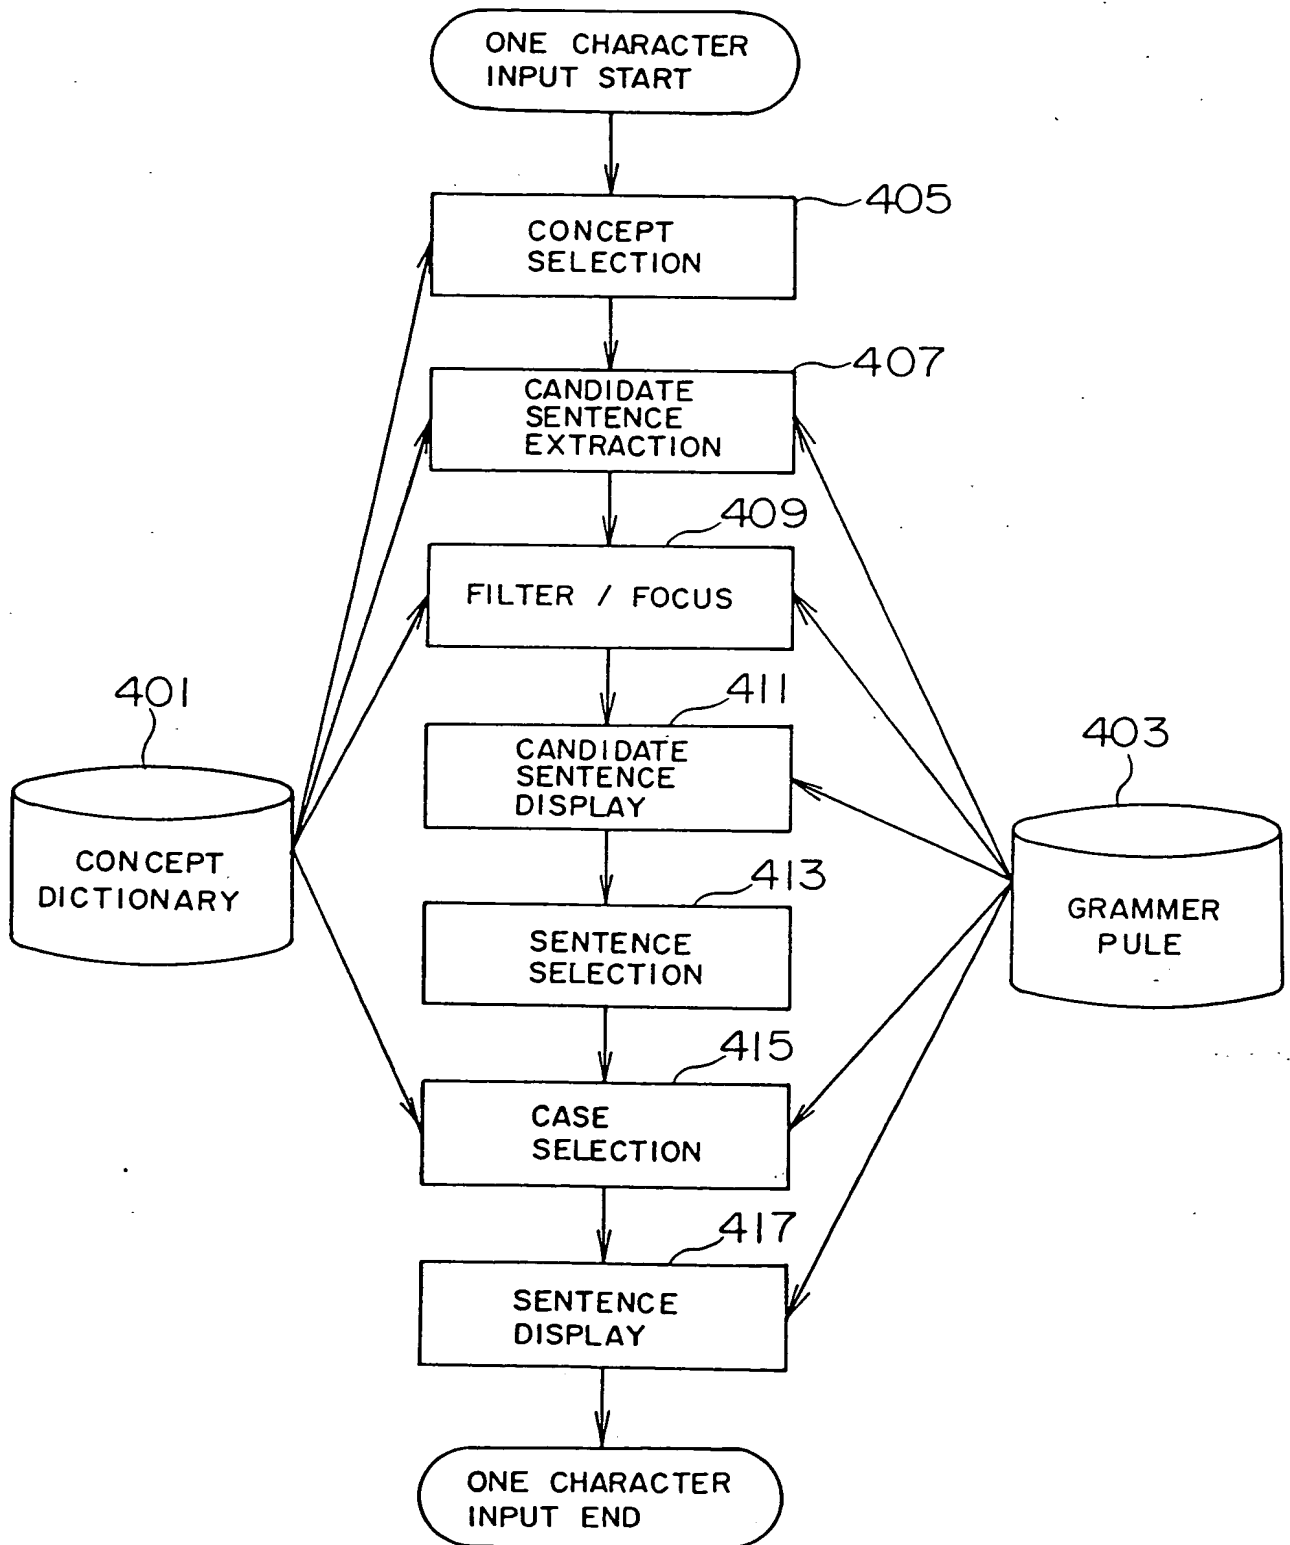 ONE CHARACTER
INPUT START
405
CONCEPT
SELECTION
407
CANDIDATE
SENTENCE
EXTRACTION
409
FILTER / FOCUS
411
CANDIDATE
SENTENCE
DISPLAY
401
CONCEPT
DICTIONARY
403
GRAMMER
PULE
413
SENTENCE
SELECTION
415
CASE
SELECTION
417
SENTENCE
DISPLAY
ONE CHARACTER
INPUT END